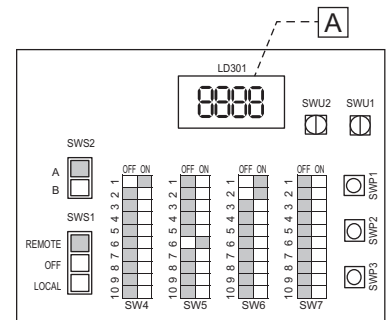 A
LD301
8888
SWU2 SWU1
SWS2
A
B
SWS1
REMOTE
OFF
LOCAL
OFF ON OFF ON OFF ON OFF ON
1 1 1 1
2 2 2 2
3 3 3 3
4 4 4 4
5 5 5 5
6 6 6 6
7 7 7 7
8 8 8 8
9 9 9 9
10 10 10 10
SW4 SW5 SW6 SW7
SWP1
SWP2
SWP3